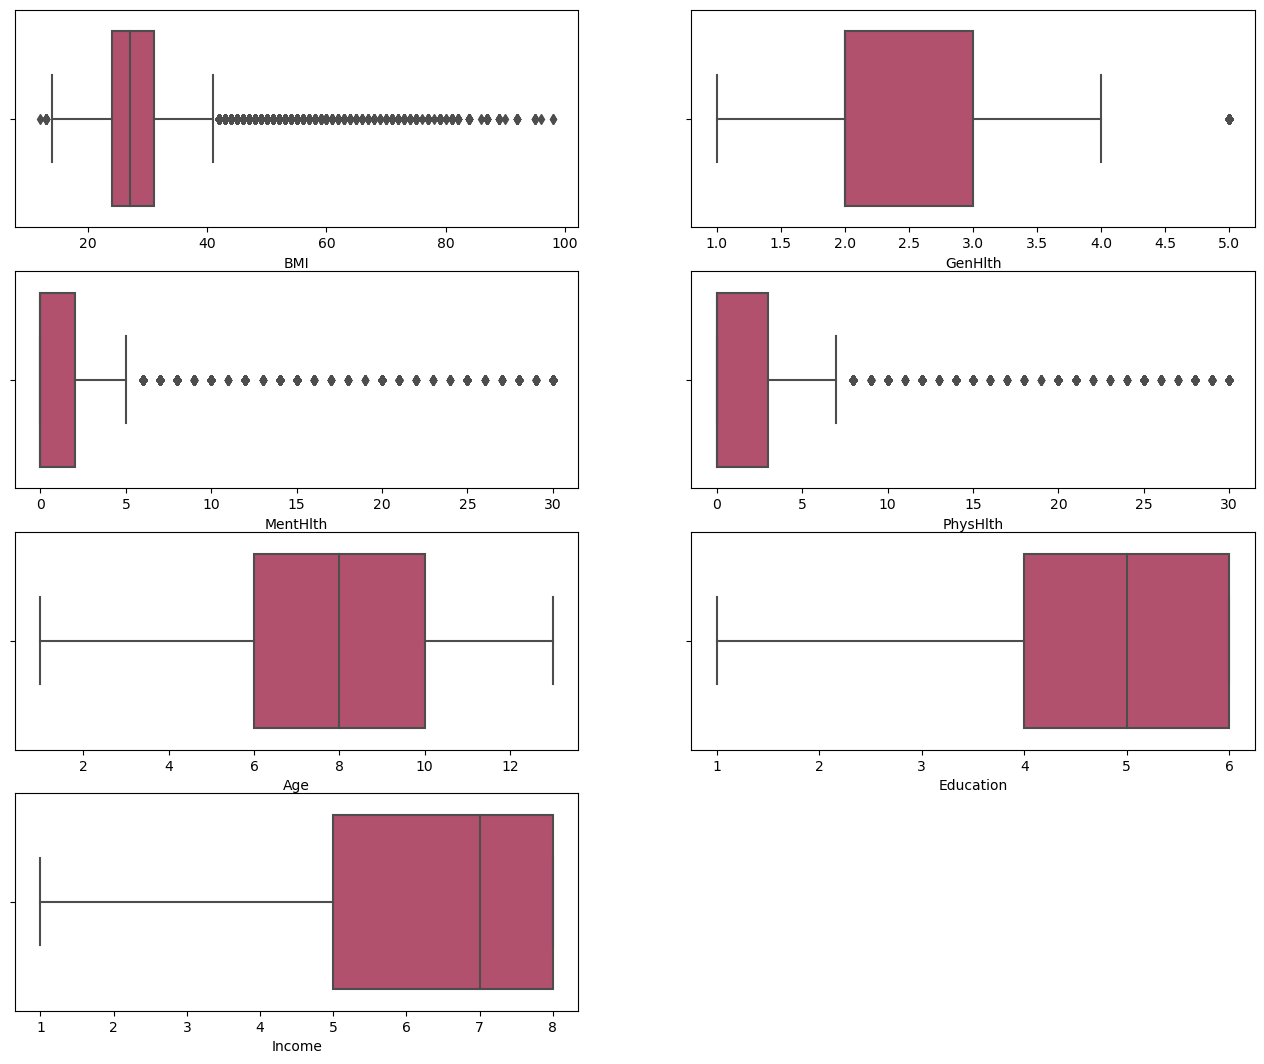 20 40 60 80 100
BMI
1.0 1.5 2.0 2.5 3.0 3.5 4.0 4.5 5.0
GenHlth
0 5 10 15 20 25 30
MentHlth
0 5 10 15 20 25 30
PhysHlth
2 4 6 8 10 12
Age
1 2 3 4 5 6
Education
1 2 3 4 5 6 7 8
Income